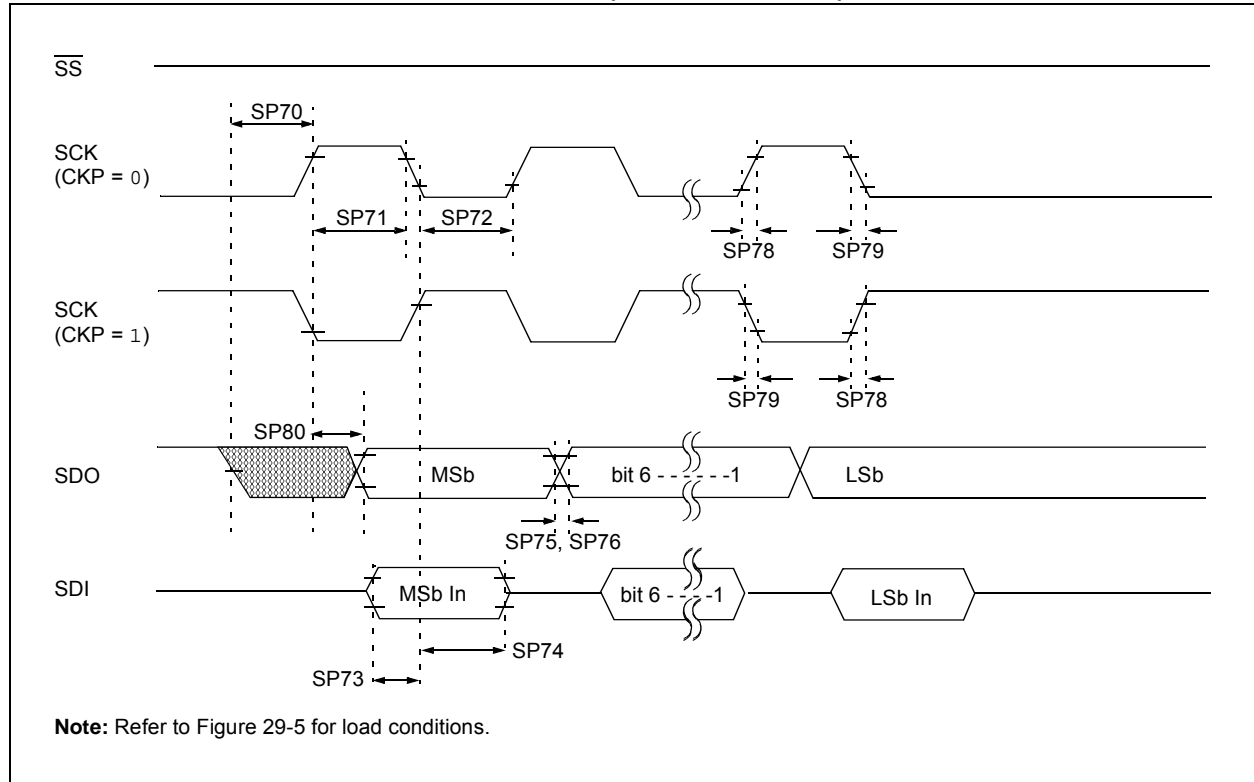 SS
SP70
SCK
(CKP = 0)
SP71
SP72
SP78
SP79
SCK
(CKP = 1)
SP79
SP78
SP80
SDO
MSb
bit 6 - - - - - -1
LSb
SP75, SP76
SDI
MSb In
bit 6 - - - -1
LSb In
SP74
SP73
Note: Refer to Figure 29-5 for load conditions.